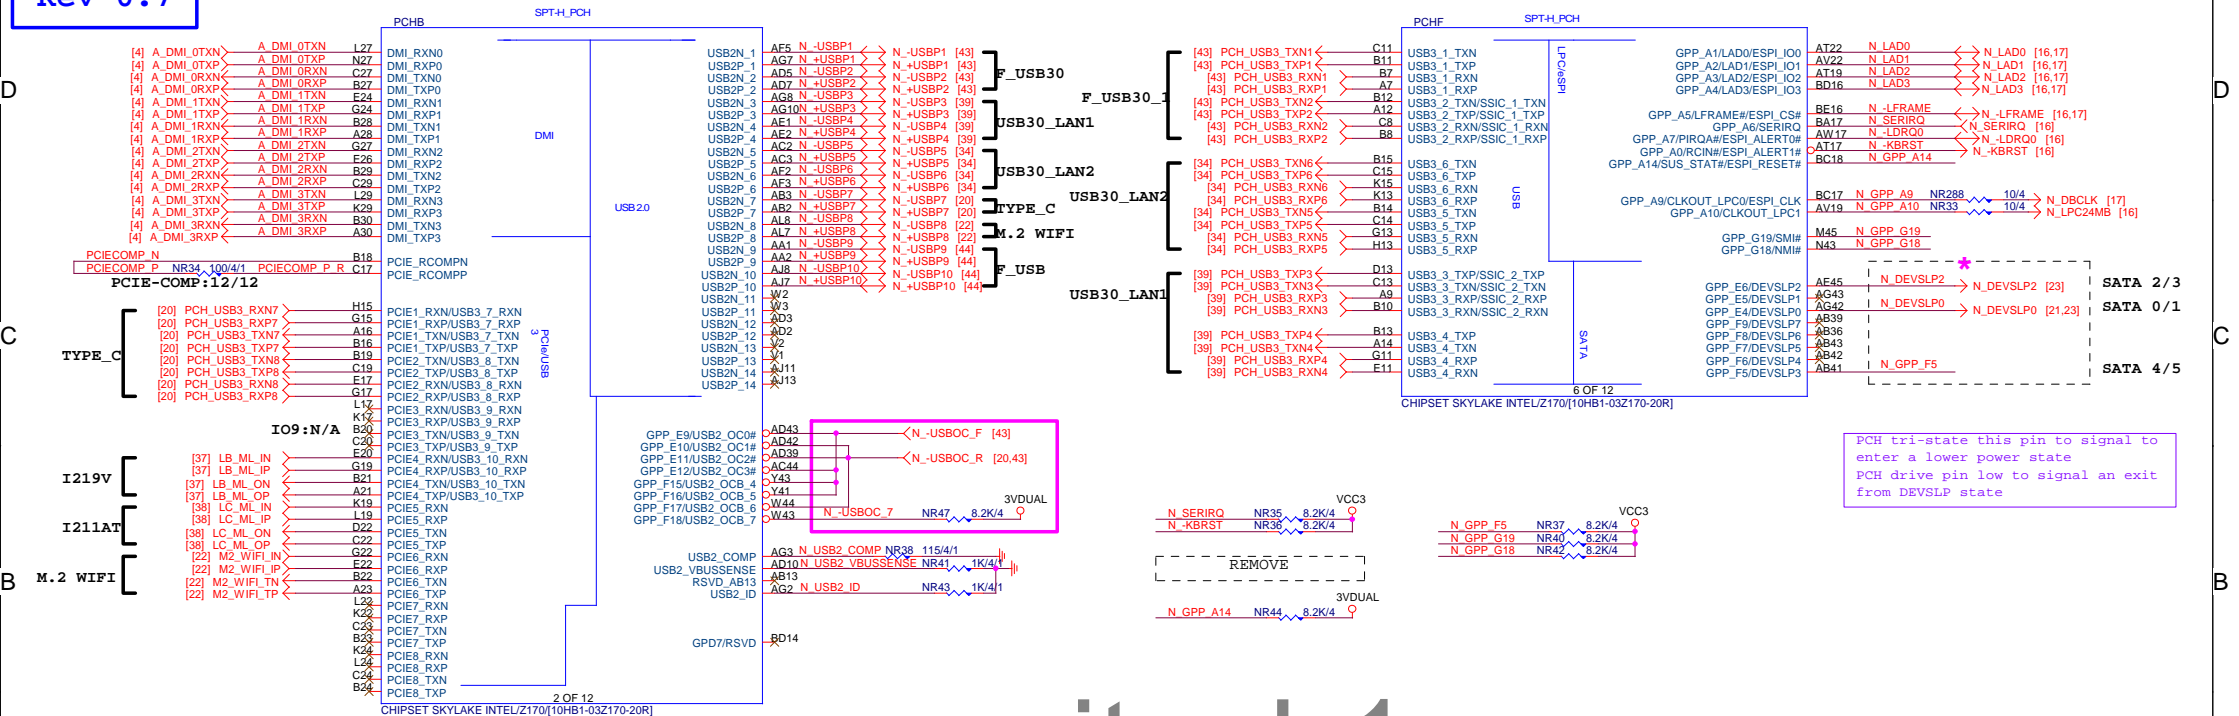 Rev 0.7
SPT-H_PCH
PCHB
[4] A_DMI_0TXN A_DMI_0TXN L27 DMI_RXN0
[4] A_DMI_0TXP A_DMI_0TXP N27 DMI_RXP0
[4] A_DMI_0RXN A_DMI_0RXN C27 DMI_TXN0
[4] A_DMI_0RXP A_DMI_0RXP B27 DMI_TXP0
[4] A_DMI_1TXN A_DMI_1TXN E24 DMI_RXN1
[4] A_DMI_1TXP A_DMI_1TXP G24 DMI_RXP1
[4] A_DMI_1RXN A_DMI_1RXN B28 DMI_TXN1
[4] A_DMI_1RXP A_DMI_1RXP A28 DMI_TXP1
[4] A_DMI_2TXN A_DMI_2TXN G27 DMI_RXN2
[4] A_DMI_2TXP A_DMI_2TXP E26 DMI_RXP2
[4] A_DMI_2RXN A_DMI_2RXN B29 DMI_TXN2
[4] A_DMI_2RXP A_DMI_2RXP C29 DMI_TXP2
[4] A_DMI_3TXN A_DMI_3TXN L29 DMI_RXN3
[4] A_DMI_3TXP A_DMI_3TXP K29 DMI_RXP3
[4] A_DMI_3RXN A_DMI_3RXN B30 DMI_TXN3
[4] A_DMI_3RXP A_DMI_3RXP A30 DMI_TXP3
DMI
PCIECOMP_N B18 PCIE_RCOMPN
PCIECOMP_P NR34 100/4/1 PCIECOMP_P_R C17 PCIE_RCOMPP
PCIE-COMP:12/12
TYPE_C
[20] PCH_USB3_RXN7 H15 PCIE1_RXN/USB3_7_RXN
[20] PCH_USB3_RXP7 G15 PCIE1_RXP/USB3_7_RXP
[20] PCH_USB3_TXN7 A16 PCIE1_TXN/USB3_7_TXN
[20] PCH_USB3_TXP7 B16 PCIE1_TXP/USB3_7_TXP
[20] PCH_USB3_TXN8 B19 PCIE2_TXN/USB3_8_TXN
[20] PCH_USB3_TXP8 C19 PCIE2_TXP/USB3_8_TXP
[20] PCH_USB3_RXN8 E17 PCIE2_RXN/USB3_8_RXN
[20] PCH_USB3_RXP8 G17 PCIE2_RXP/USB3_8_RXP
PCIe/USB 3
IO9:N/A
L17 PCIE3_RXN/USB3_9_RXN
K17 PCIE3_RXP/USB3_9_RXP
B20 PCIE3_TXN/USB3_9_TXN
C20 PCIE3_TXP/USB3_9_TXP
I219V
[37] LB_ML_IN E20 PCIE4_RXN/USB3_10_RXN
[37] LB_ML_IP G19 PCIE4_RXP/USB3_10_RXP
[37] LB_ML_ON B21 PCIE4_TXN/USB3_10_TXN
[37] LB_ML_OP A21 PCIE4_TXP/USB3_10_TXP
I211AT
[38] LC_ML_IN K19 PCIE5_RXN
[38] LC_ML_IP L19 PCIE5_RXP
[38] LC_ML_ON D22 PCIE5_TXN
[38] LC_ML_OP C22 PCIE5_TXP
M.2 WIFI
[22] M2_WIFI_IN G22 PCIE6_RXN
[22] M2_WIFI_IP E22 PCIE6_RXP
[22] M2_WIFI_TN B22 PCIE6_TXN
[22] M2_WIFI_TP A23 PCIE6_TXP
L22 PCIE7_RXN
K22 PCIE7_RXP
C23 PCIE7_TXN
B23 PCIE7_TXP
K24 PCIE8_RXN
L24 PCIE8_RXP
C24 PCIE8_TXN
B24 PCIE8_TXP
2 OF 12
CHIPSET SKYLAKE INTEL/Z170/[10HB1-03Z170-20R]
USB2.0
USB2N_1 AF5 N_-USBP1 N_-USBP1 [43]
USB2P_1 AG7 N_+USBP1 N_+USBP1 [43]
USB2N_2 AD5 N_-USBP2 N_-USBP2 [43]
USB2P_2 AD7 N_+USBP2 N_+USBP2 [43]
F_USB30
USB2N_3 AG8 N_-USBP3 N_-USBP3 [39]
USB2P_3 AG10 N_+USBP3 N_+USBP3 [39]
USB2N_4 AE1 N_-USBP4 N_-USBP4 [39]
USB2P_4 AE2 N_+USBP4 N_+USBP4 [39]
USB30_LAN1
USB2N_5 AC2 N_-USBP5 N_-USBP5 [34]
USB2P_5 AC3 N_+USBP5 N_+USBP5 [34]
USB2N_6 AF2 N_-USBP6 N_-USBP6 [34]
USB2P_6 AF3 N_+USBP6 N_+USBP6 [34]
USB30_LAN2
USB2N_7 AB3 N_-USBP7 N_-USBP7 [20]
USB2P_7 AB2 N_+USBP7 N_+USBP7 [20]
TYPE_C
USB2N_8 AL8 N_-USBP8 N_-USBP8 [22]
USB2P_8 AL7 N_+USBP8 N_+USBP8 [22]
M.2 WIFI
USB2N_9 AA1 N_-USBP9 N_-USBP9 [44]
USB2P_9 AA2 N_+USBP9 N_+USBP9 [44]
USB2N_10 AJ8 N_-USBP10 N_-USBP10 [44]
USB2P_10 AJ7 N_+USBP10 N_+USBP10 [44]
F_USB
USB2N_11 W2
USB2P_11 W3
USB2N_12 AD3
USB2P_12 AD2
USB2N_13 V2
USB2P_13 V1
USB2N_14 AJ11
USB2P_14 AJ13
GPP_E9/USB2_OC0# AD43 N_-USBOC_F [43]
GPP_E10/USB2_OC1# AD42
GPP_E11/USB2_OC2# AD39 N_-USBOC_R [20,43]
GPP_E12/USB2_OC3# AC44
GPP_F15/USB2_OCB_4 Y43
GPP_F16/USB2_OCB_5 Y41
GPP_F17/USB2_OCB_6 W44 3VDUAL
GPP_F18/USB2_OCB_7 W43 N_-USBOC_7 NR47 8.2K/4
USB2_COMP AG3 N_USB2_COMP NR38 115/4/1
USB2_VBUSSENSE AD10 N_USB2_VBUSSENSE NR41 1K/4/1
RSVD_AB13 AB13
USB2_ID AG2 N_USB2_ID NR43 1K/4/1
GPD7/RSVD BD14
SPT-H_PCH
PCHF
F_USB30_1
[43] PCH_USB3_TXN1 C11 USB3_1_TXN
[43] PCH_USB3_TXP1 B11 USB3_1_TXP
[43] PCH_USB3_RXN1 B7 USB3_1_RXN
[43] PCH_USB3_RXP1 A7 USB3_1_RXP
[43] PCH_USB3_TXN2 B12 USB3_2_TXN/SSIC_1_TXN
[43] PCH_USB3_TXP2 A12 USB3_2_TXP/SSIC_1_TXP
[43] PCH_USB3_RXN2 C8 USB3_2_RXN/SSIC_1_RXN
[43] PCH_USB3_RXP2 B8 USB3_2_RXP/SSIC_1_RXP
USB30_LAN2
[34] PCH_USB3_TXN6 B15 USB3_6_TXN
[34] PCH_USB3_TXP6 C15 USB3_6_TXP
[34] PCH_USB3_RXN6 K15 USB3_6_RXN
[34] PCH_USB3_RXP6 K13 USB3_6_RXP
[34] PCH_USB3_TXN5 B14 USB3_5_TXN
[34] PCH_USB3_TXP5 C14 USB3_5_TXP
[34] PCH_USB3_RXN5 G13 USB3_5_RXN
[34] PCH_USB3_RXP5 H13 USB3_5_RXP
USB30_LAN1
[39] PCH_USB3_TXP3 D13 USB3_3_TXP/SSIC_2_TXP
[39] PCH_USB3_TXN3 C13 USB3_3_TXN/SSIC_2_TXN
[39] PCH_USB3_RXP3 A9 USB3_3_RXP/SSIC_2_RXP
[39] PCH_USB3_RXN3 B10 USB3_3_RXN/SSIC_2_RXN
[39] PCH_USB3_TXP4 B13 USB3_4_TXP
[39] PCH_USB3_TXN4 A14 USB3_4_TXN
[39] PCH_USB3_RXP4 G11 USB3_4_RXP
[39] PCH_USB3_RXN4 E11 USB3_4_RXN
LPC/eSPI
USB
SATA
GPP_A1/LAD0/ESPI_IO0 AT22 N_LAD0 N_LAD0 [16,17]
GPP_A2/LAD1/ESPI_IO1 AV22 N_LAD1 N_LAD1 [16,17]
GPP_A3/LAD2/ESPI_IO2 AT19 N_LAD2 N_LAD2 [16,17]
GPP_A4/LAD3/ESPI_IO3 BD16 N_LAD3 N_LAD3 [16,17]
GPP_A5/LFRAME#/ESPI_CS# BE16 N_-LFRAME N_-LFRAME [16,17]
GPP_A6/SERIRQ BA17 N_SERIRQ N_SERIRQ [16]
GPP_A7/PIRQA#/ESPI_ALERT0# AW17 N_-LDRQ0 N_-LDRQ0 [16]
GPP_A0/RCIN#/ESPI_ALERT1# AT17 N_-KBRST N_-KBRST [16]
GPP_A14/SUS_STAT#/ESPI_RESET# BC18 N_GPP_A14
GPP_A9/CLKOUT_LPC0/ESPI_CLK BC17 N_GPP_A9 NR288 10/4 N_DBCLK [17]
GPP_A10/CLKOUT_LPC1 AV19 N_GPP_A10 NR33 10/4 N_LPC24MB [16]
GPP_G19/SMI# M45 N_GPP_G19
GPP_G18/NMI# N43 N_GPP_G18
*
GPP_E6/DEVSLP2 AE45 N_DEVSLP2 N_DEVSLP2 [23] SATA 2/3
GPP_E5/DEVSLP1 AG43
GPP_E4/DEVSLP0 AG42 N_DEVSLP0 N_DEVSLP0 [21,23] SATA 0/1
GPP_F9/DEVSLP7 AB39
GPP_F8/DEVSLP6 AB36
GPP_F7/DEVSLP5 AB43
GPP_F6/DEVSLP4 AB42
GPP_F5/DEVSLP3 AB41 N_GPP_F5 SATA 4/5
6 OF 12
CHIPSET SKYLAKE INTEL/Z170/[10HB1-03Z170-20R]
PCH tri-state this pin to signal to
enter a lower power state
PCH drive pin low to signal an exit
from DEVSLP state
VCC3
N_SERIRQ NR35 8.2K/4
N_-KBRST NR36 8.2K/4
REMOVE
3VDUAL
N_GPP_A14 NR44 8.2K/4
VCC3
N_GPP_F5 NR37 8.2K/4
N_GPP_G19 NR40 8.2K/4
N_GPP_G18 NR42 8.2K/4
D
C
B
D
C
B